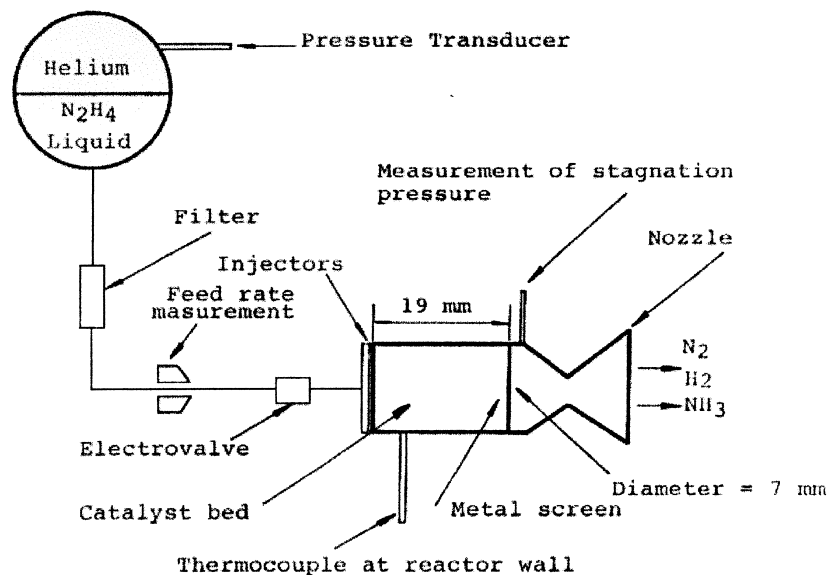 Pressure Transducer
Helium
N2H4
Liquid
Measurement of stagnation
pressure
Filter
Nozzle
Injectors
Feed rate
masurement
19 mm
N2
H2
NH3
Electrovalve
Diameter = 7 mm
Catalyst bed
Metal screen
Thermocouple at reactor wall